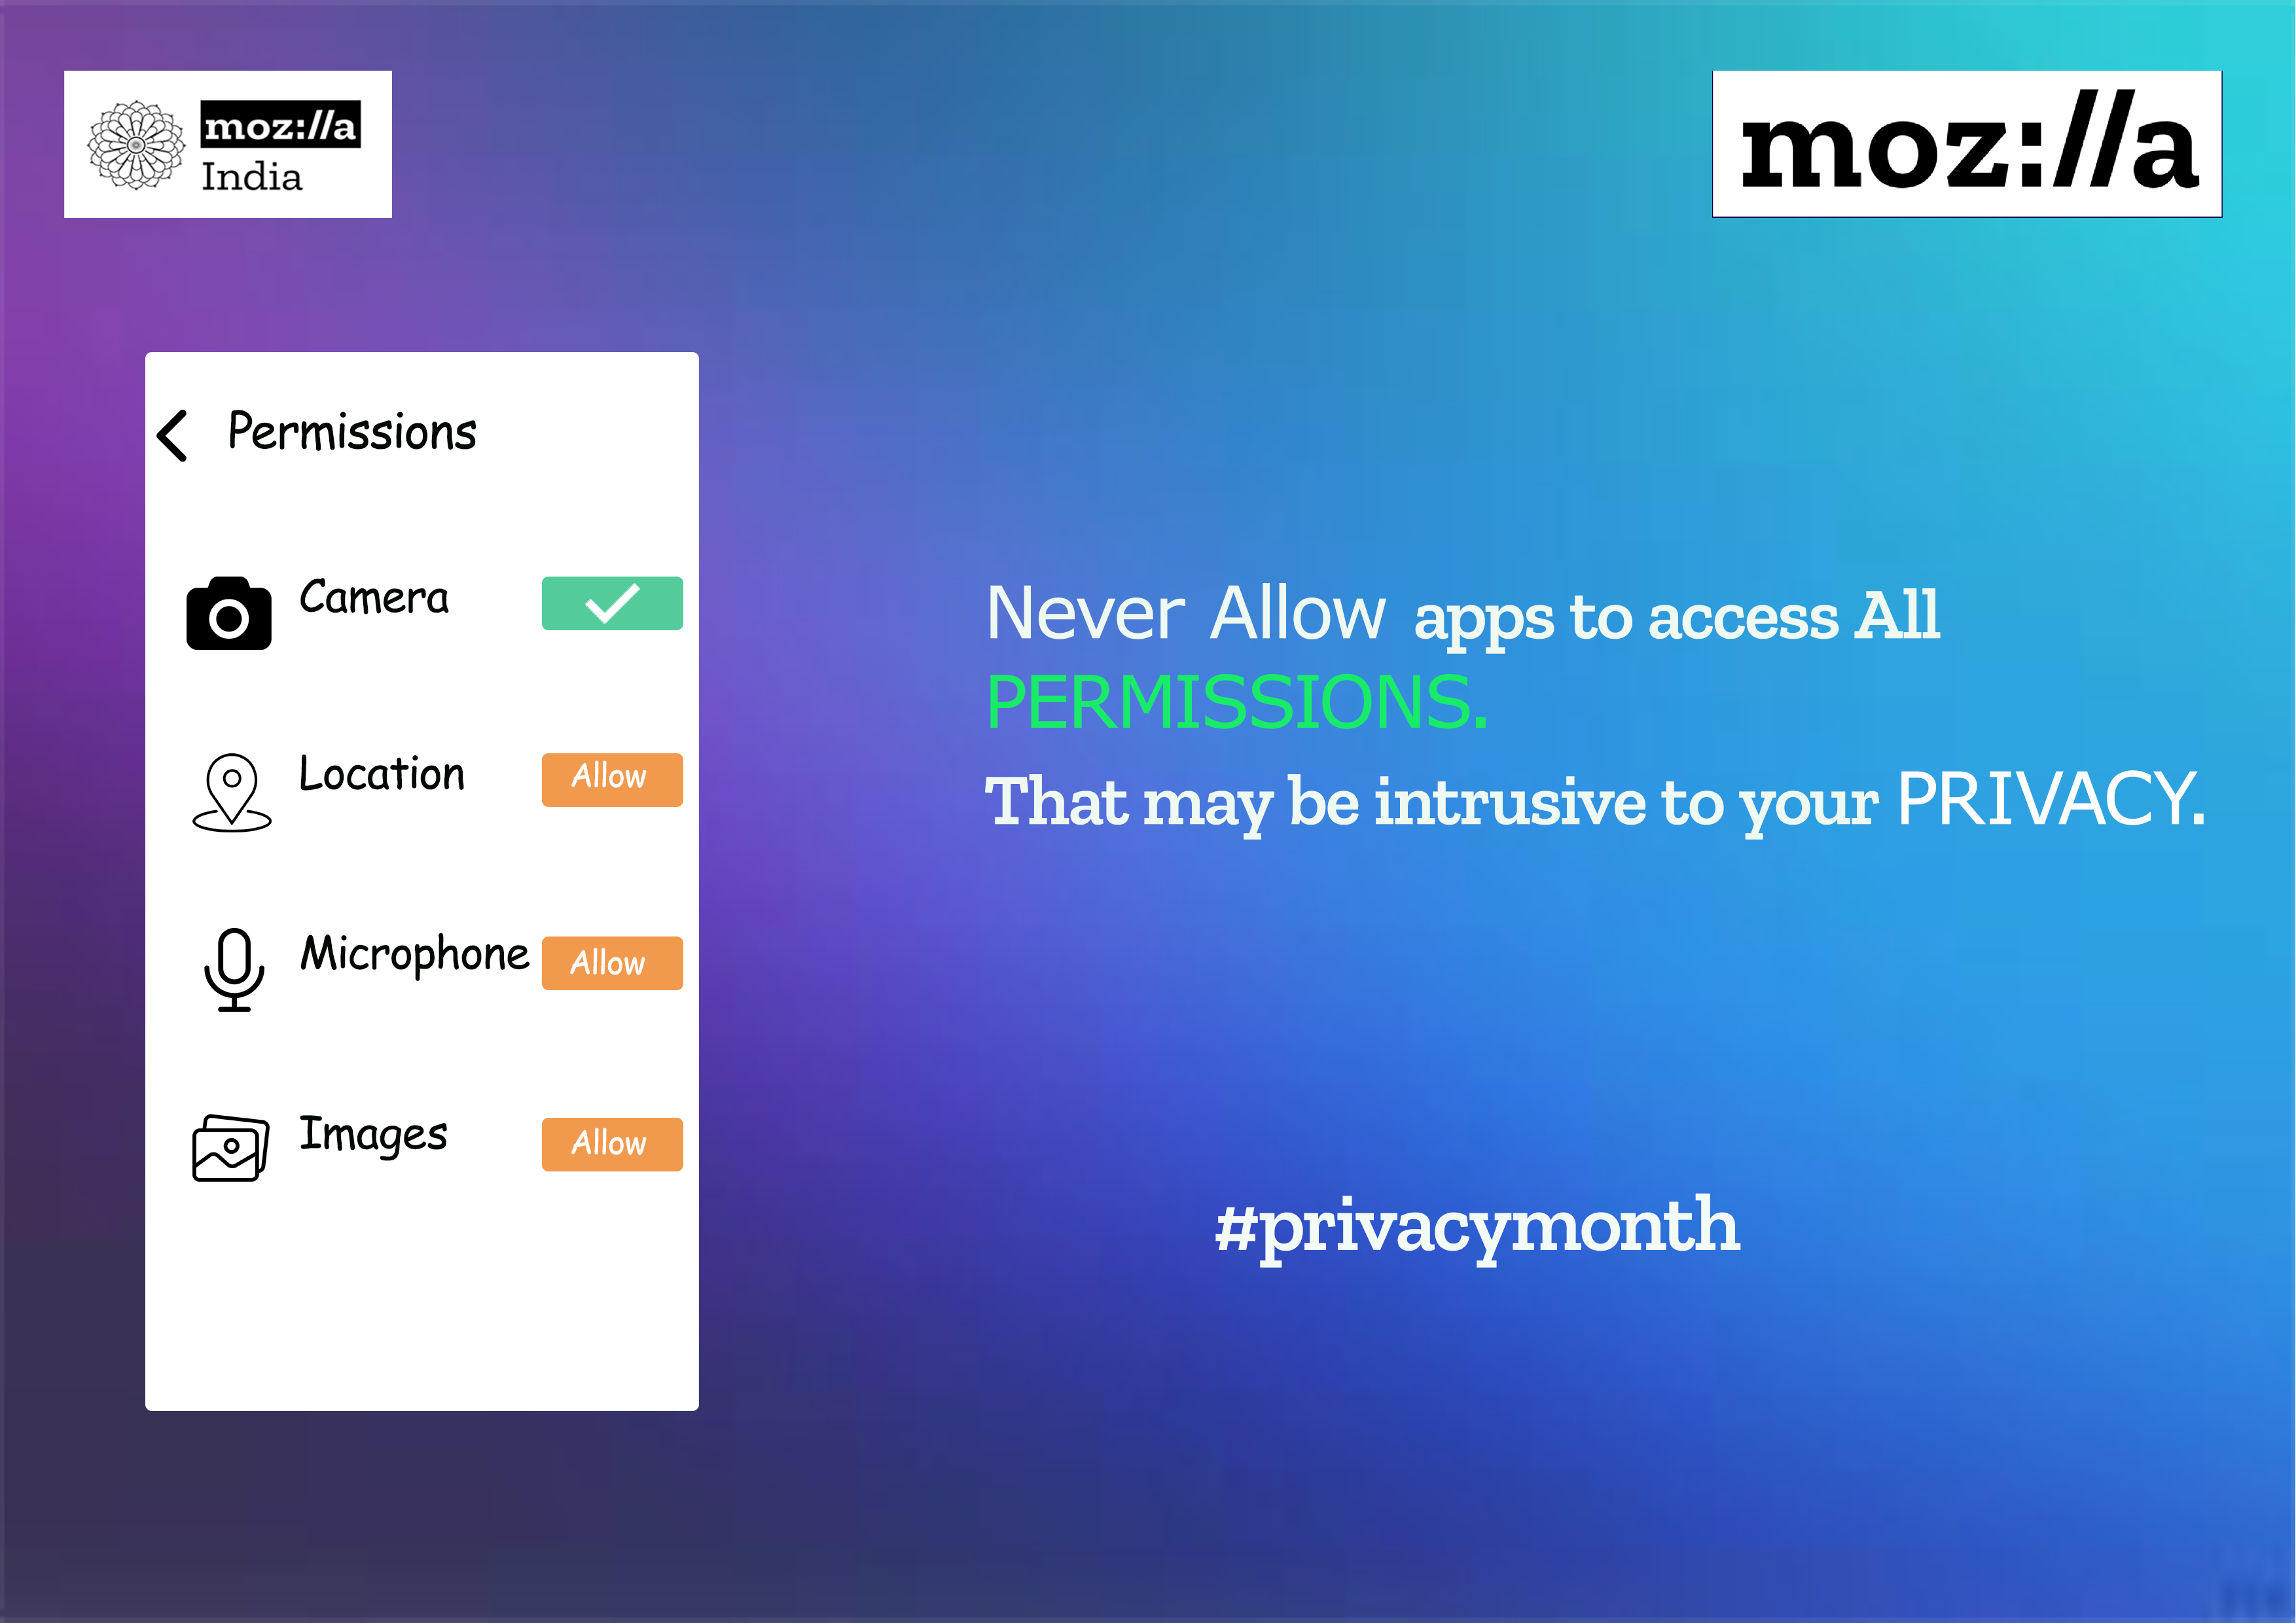 moz://a
India
moz://a
Permissions
Camera
Location Allow
Microphone Allow
Images Allow
Never Allow apps to access All
PERMISSIONS.
That may be intrusive to your PRIVACY.
#privacymonth